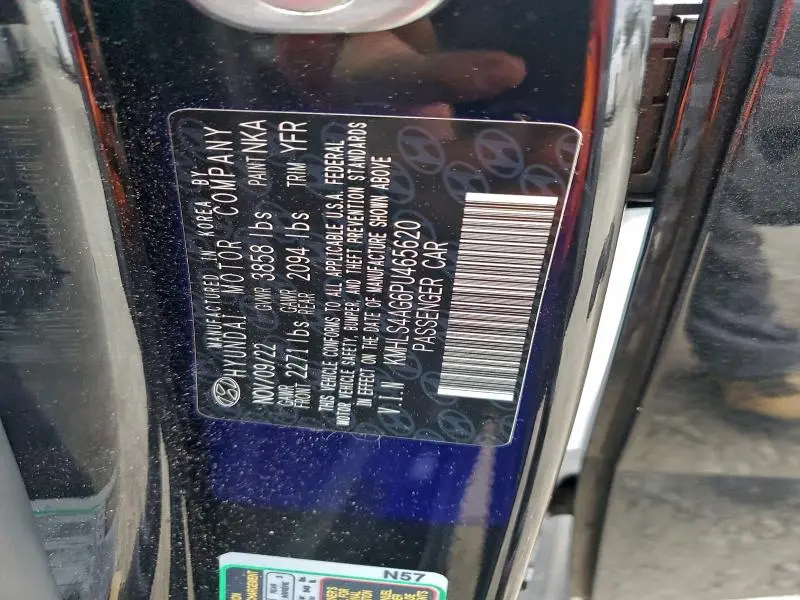 MANUFACTURED IN KOREA BY
HYUNDAI MOTOR COMPANY
NOV/09/22 GVWR 3858 lbs PAINT NKA
GAWR FRONT 2271 lbs GAWR REAR 2094 lbs TRIM YFR
THIS VEHICLE CONFORMS TO ALL APPLICABLE U.S.A. FEDERAL
MOTOR VEHICLE SAFETY, BUMPER, AND THEFT PREVENTION STANDARDS
IN EFFECT ON THE DATE OF MANUFACTURE SHOWN ABOVE
V.I.N KMHLS4AG6PU465620
PASSENGER CAR
N57